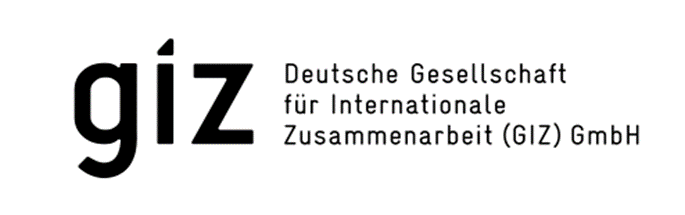 giz
Deutsche Gesellschaft
für Internationale
Zusammenarbeit (GIZ) GmbH